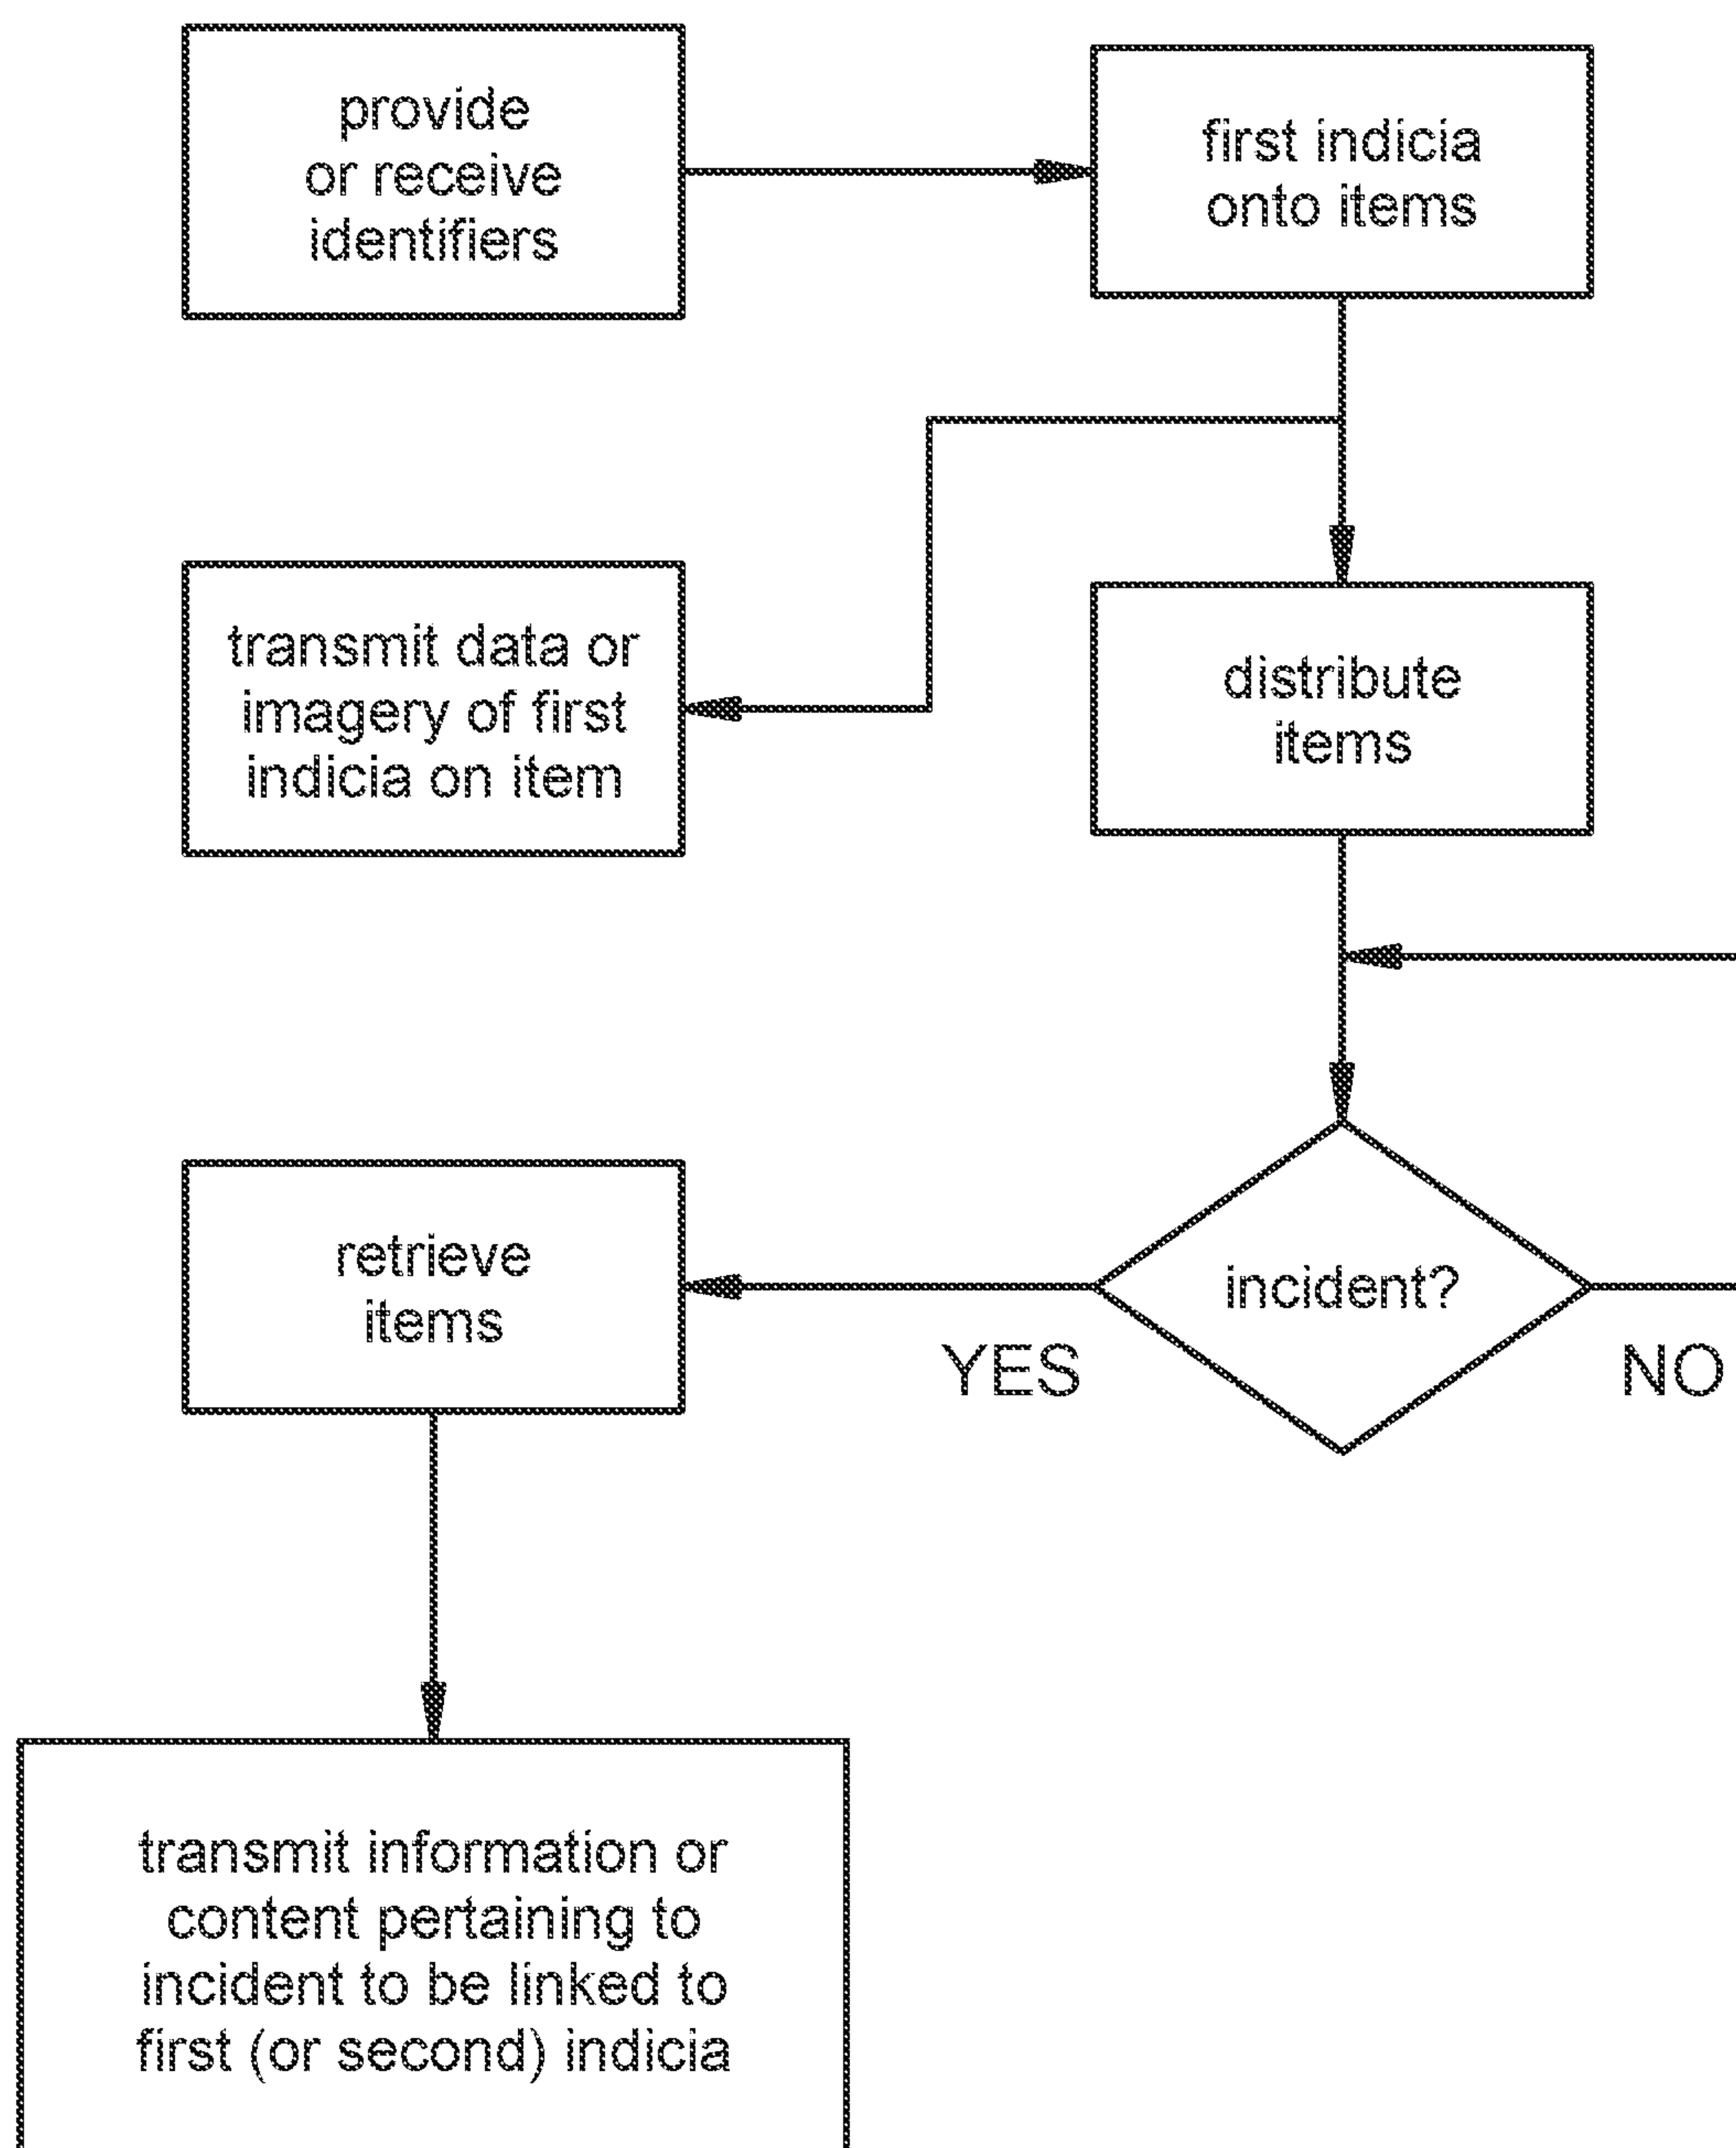 provide
or receive
identifiers
first indicia
onto items
transmit data or
imagery of first
indicia on item
distribute
items
retrieve
items
YES
incident?
NO
transmit information or
content pertaining to
incident to be linked to
first (or second) indicia